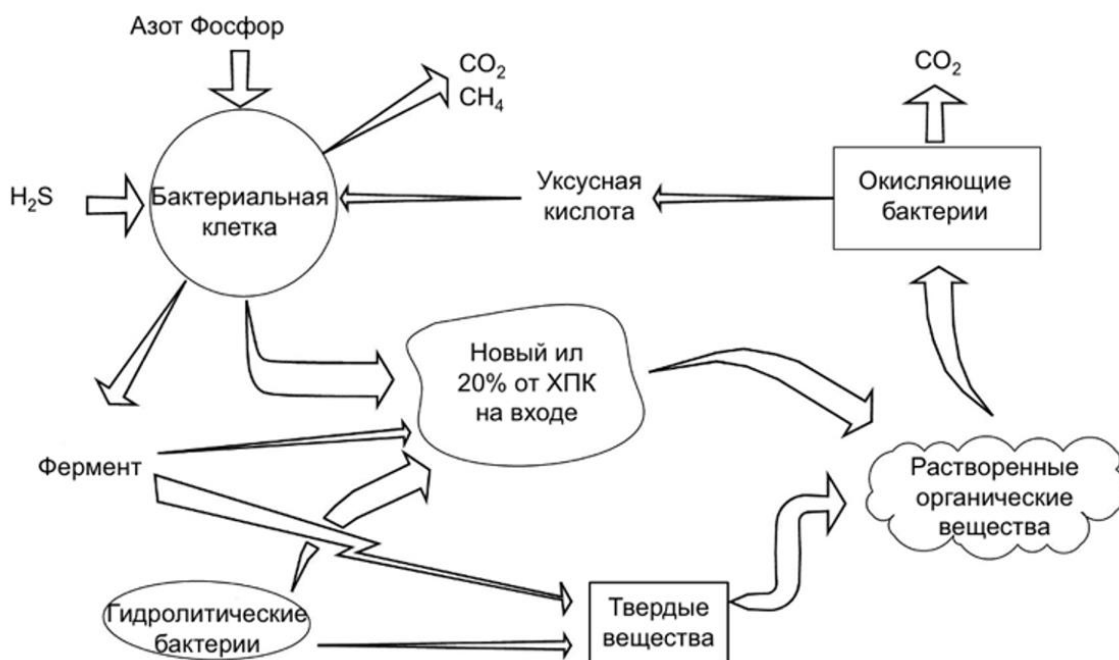 Азот Фосфор
CO₂
CH₄
CO₂
H₂S
Бактериальная
клетка
Уксусная
кислота
Окисляющие
бактерии
Новый ил
20% от ХПК
на входе
Фермент
Растворенные
органические
вещества
Гидролитические
бактерии
Твердые
вещества